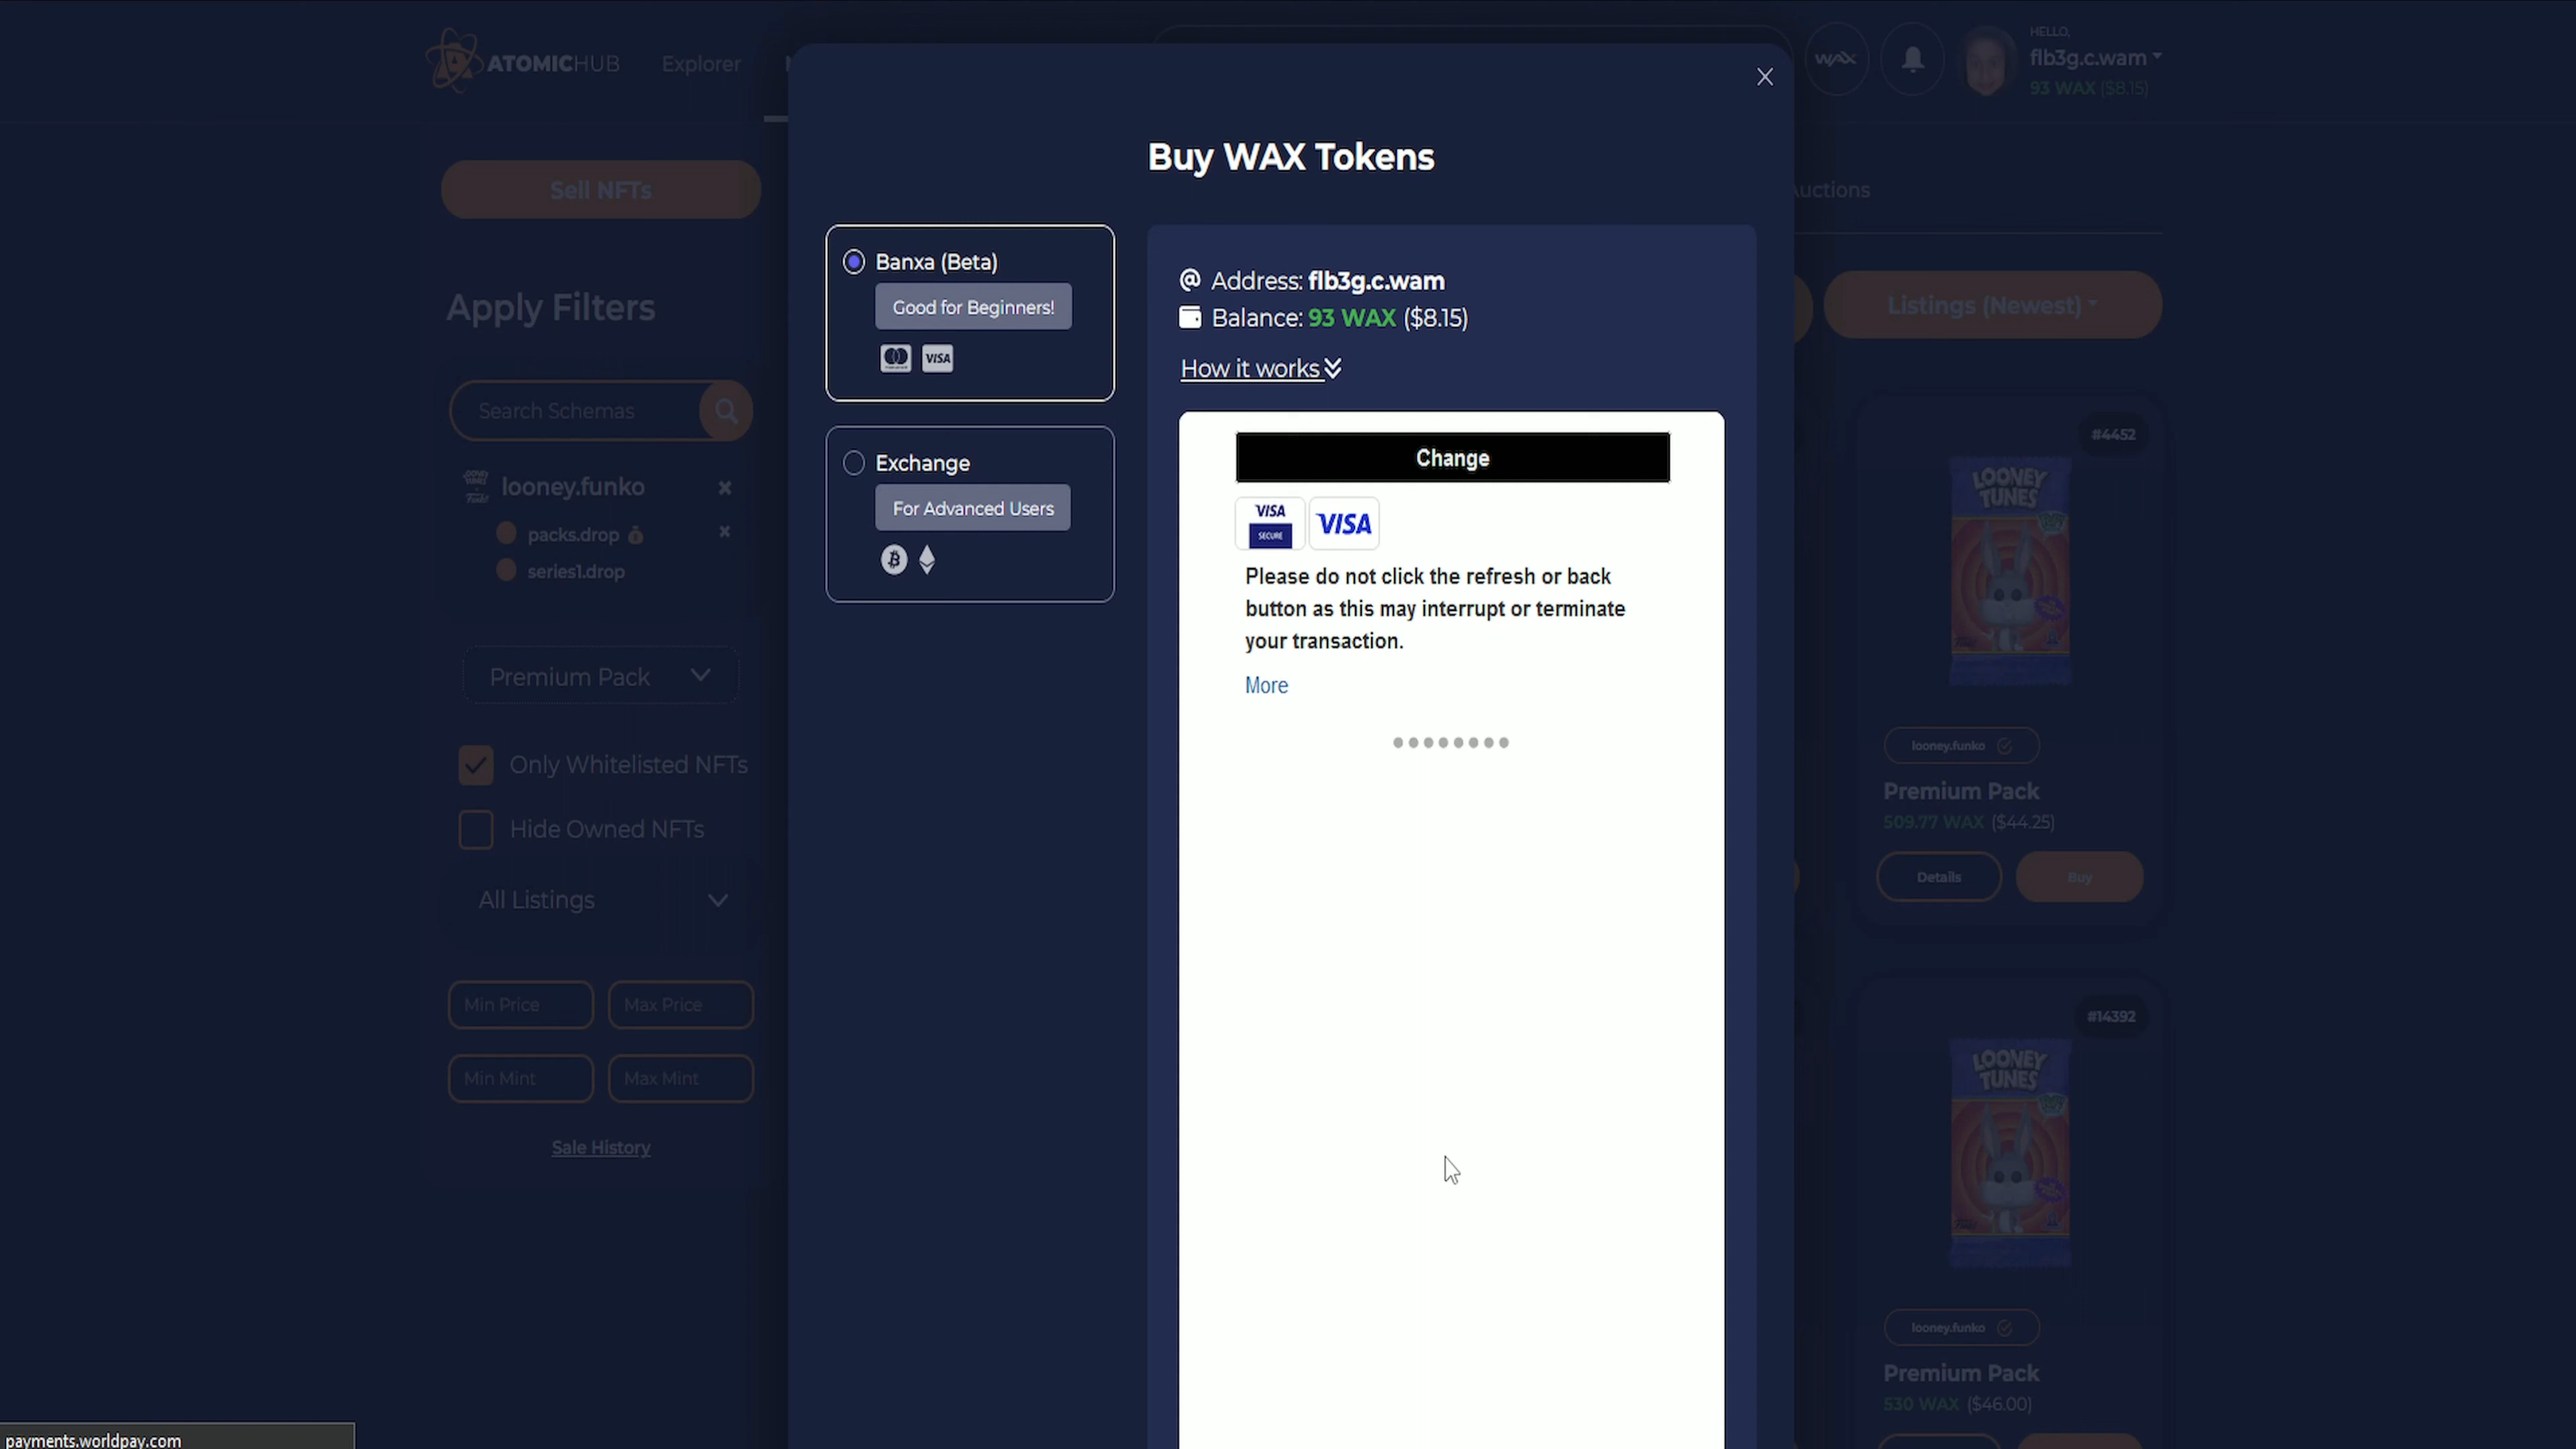 ATOMICHUB
Explorer
HELLO,
flb3g.c.wam
93 WAX ($8.15)
WAX
Sell NFTs
Auctions
Apply Filters
Listings (Newest)
Search Schemas
looney.funko
packs.drop
series1.drop
Premium Pack
Only Whitelisted NFTs
Hide Owned NFTs
All Listings
Min Price
Max Price
Min Mint
Max Mint
Sale History
Buy WAX Tokens
Banxa (Beta)
Good for Beginners!
VISA
Exchange
For Advanced Users
Address: flb3g.c.wam
Balance: 93 WAX ($8.15)
How it works
Change
VISA
SECURE
VISA
Please do not click the refresh or back
button as this may interrupt or terminate
your transaction.
More
#4452
LOONEY
TUNES
looney.funko
Premium Pack
509.77 WAX ($44.25)
Details
Buy
#14392
LOONEY
TUNES
looney.funko
Premium Pack
530 WAX ($46.00)
payments.worldpay.com